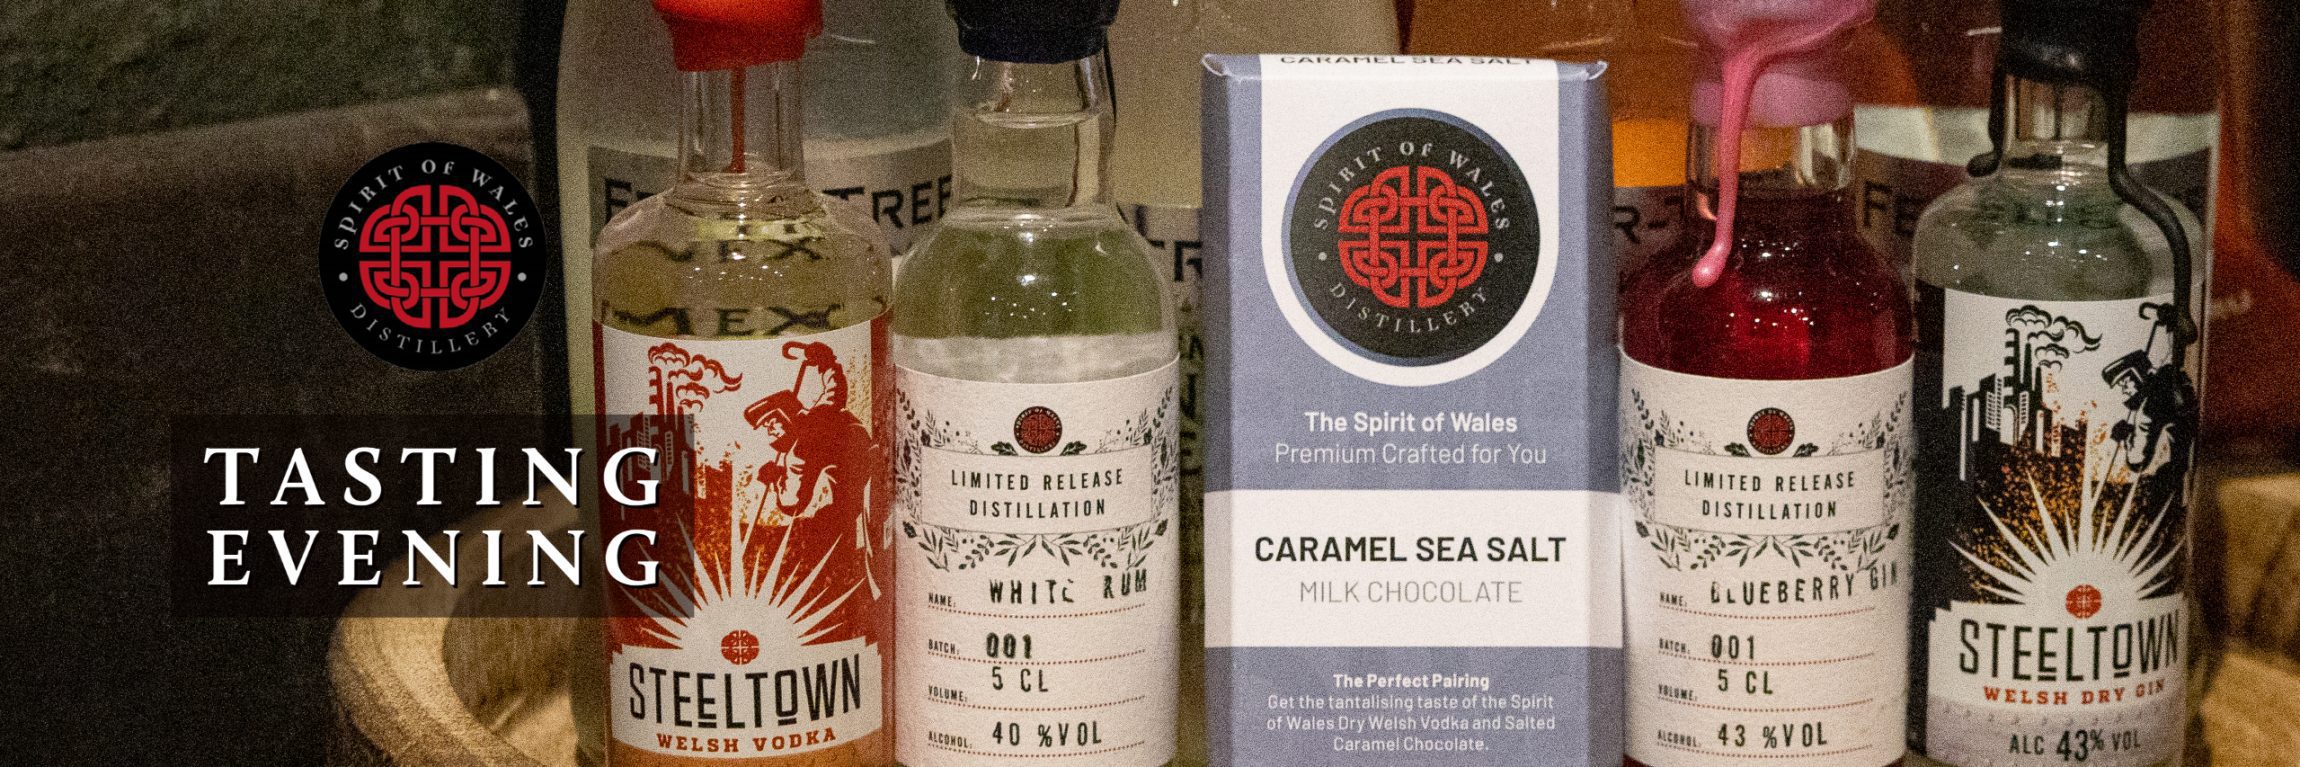 SPIRIT OF WALES
DISTILLERY
TASTING
EVENING
STEELTOWN
WELSH VODKA
LIMITED RELEASE
DISTILLATION
NAME: WHITE RUM
BATCH: 001
VOLUME: 5 CL
ALCOHOL: 40 %VOL
CARAMEL SEA SALT
SPIRIT OF WALES
DISTILLERY
The Spirit of Wales
Premium Crafted for You
CARAMEL SEA SALT
MILK CHOCOLATE
The Perfect Pairing
Get the tantalising taste of the Spirit
of Wales Dry Welsh Vodka and Salted
Caramel Chocolate.
LIMITED RELEASE
DISTILLATION
NAME: BLUEBERRY GIN
BATCH: 001
VOLUME: 5 CL
ALCOHOL: 43 %VOL
STEELTOWN
WELSH DRY GIN
ALC 43% VOL